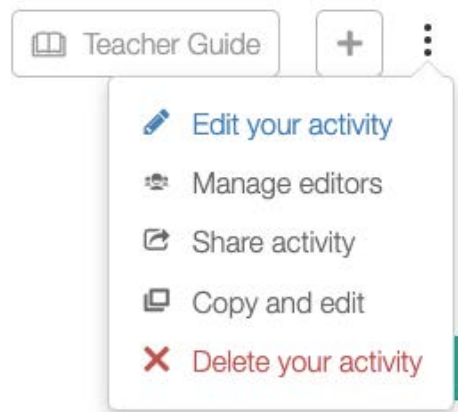 Teacher Guide
Edit your activity
Manage editors
Share activity
Copy and edit
Delete your activity